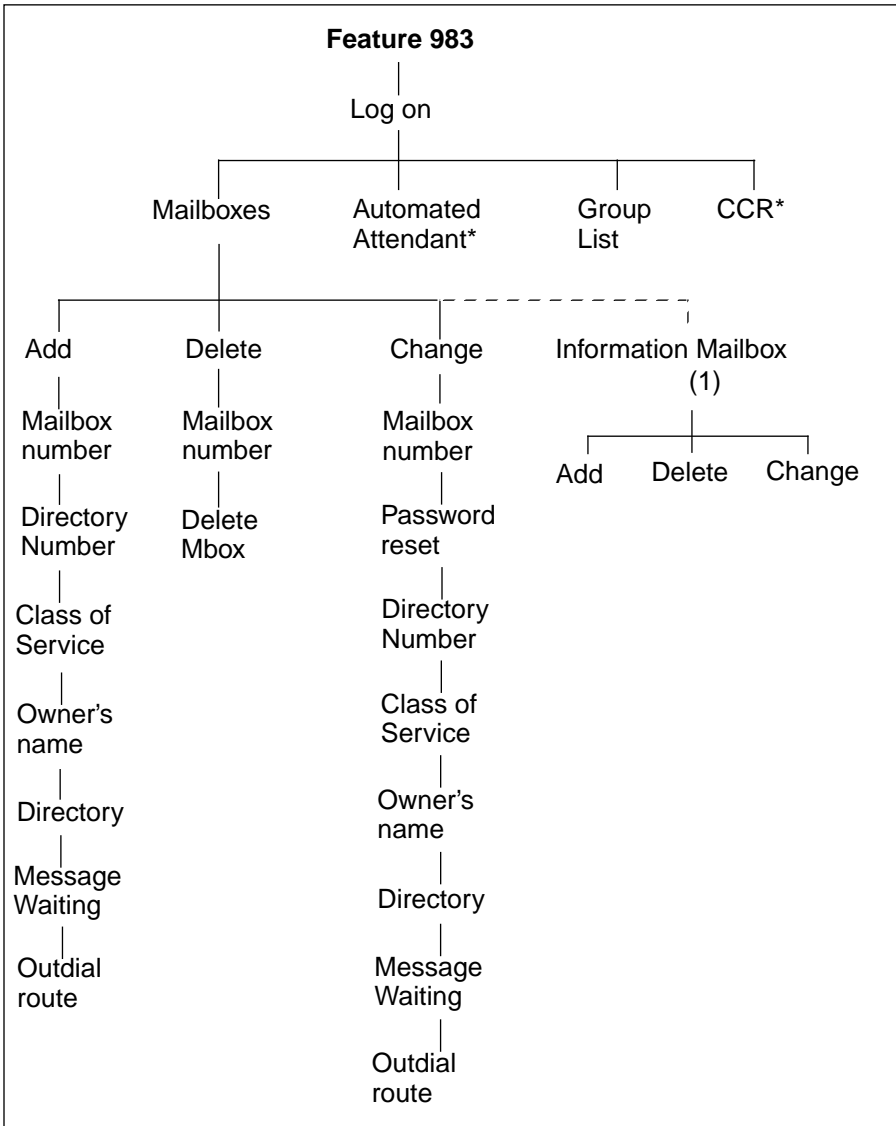 Feature 983
Log on
Mailboxes
Automated
Attendant*
Group
List
CCR*
Add
Delete
Change
Information Mailbox
(1)
Mailbox
number
Directory
Number
Class of
Service
Owner’s
name
Directory
Message
Waiting
Outdial
route
Mailbox
number
Delete
Mbox
Mailbox
number
Password
reset
Directory
Number
Class of
Service
Owner’s
name
Directory
Message
Waiting
Outdial
route
Add
Delete
Change